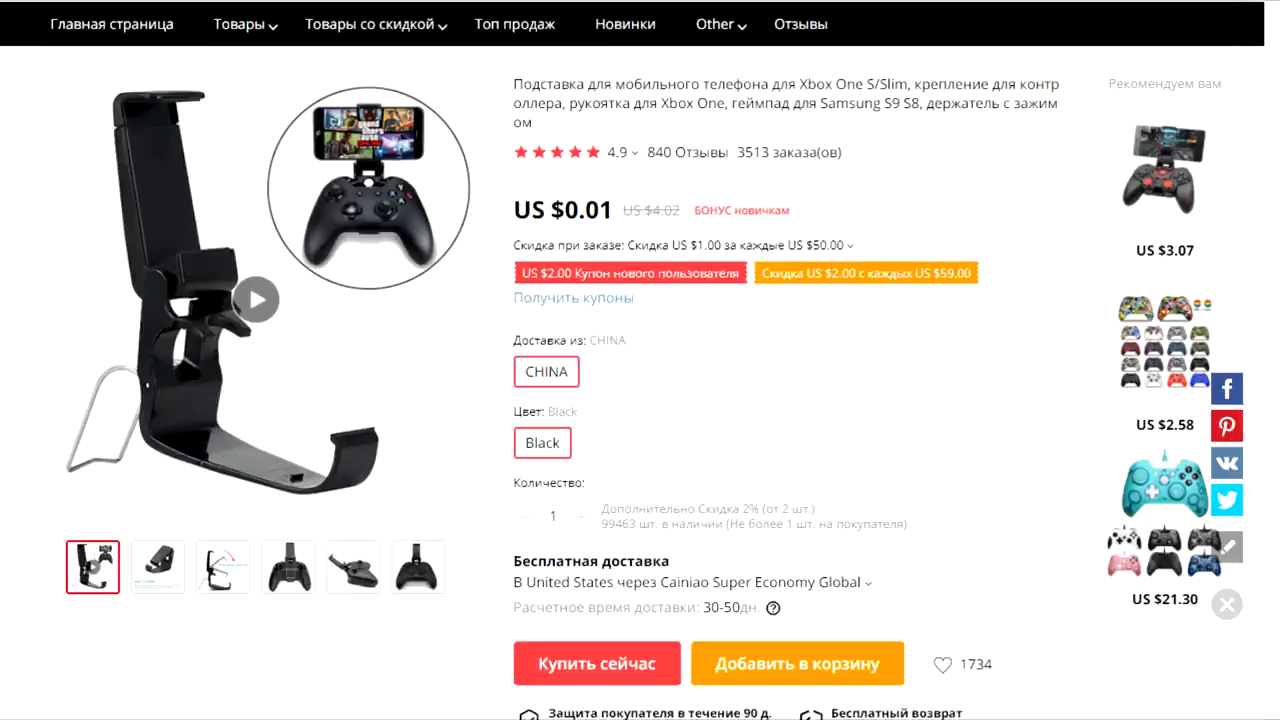 Главная страница
Товары
Товары со скидкой
Топ продаж
Новинки
Other
Отзывы
Подставка для мобильного телефона для Xbox One S/Slim, крепление для контр
оллера, рукоятка для Xbox One, геймпад для Samsung S9 S8, держатель с зажим
ом
4.9 840 Отзывы 3513 заказа(ов)
US $0.01 US $4.02 БОНУС новичкам
Скидка при заказе: Скидка US $1.00 за каждые US $50.00
US $2.00 Купон нового пользователя
Скидка US $2.00 с каждых US $59.00
Получить купоны
Доставка из: CHINA
CHINA
Цвет: Black
Black
Количество:
1
Дополнительно Скидка 2% (от 2 шт.)
99463 шт. в наличии (Не более 1 шт. на покупателя)
Бесплатная доставка
В United States через Cainiao Super Economy Global
Расчетное время доставки: 30-50дн.
Купить сейчас
Добавить в корзину
1734
Защита покупателя в течение 90 д.
Бесплатный возврат
Рекомендуем вам
US $3.07
US $2.58
US $21.30